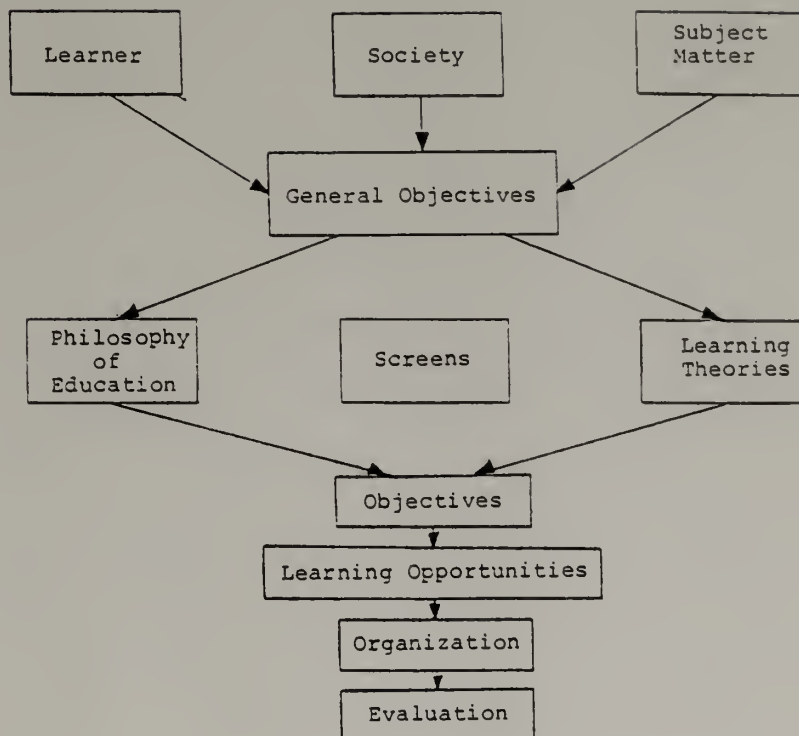 Learner
Society
Subject
Matter
General Objectives
Philosophy
of
Education
Screens
Learning
Theories
Objectives
Learning Opportunities
Organization
Evaluation